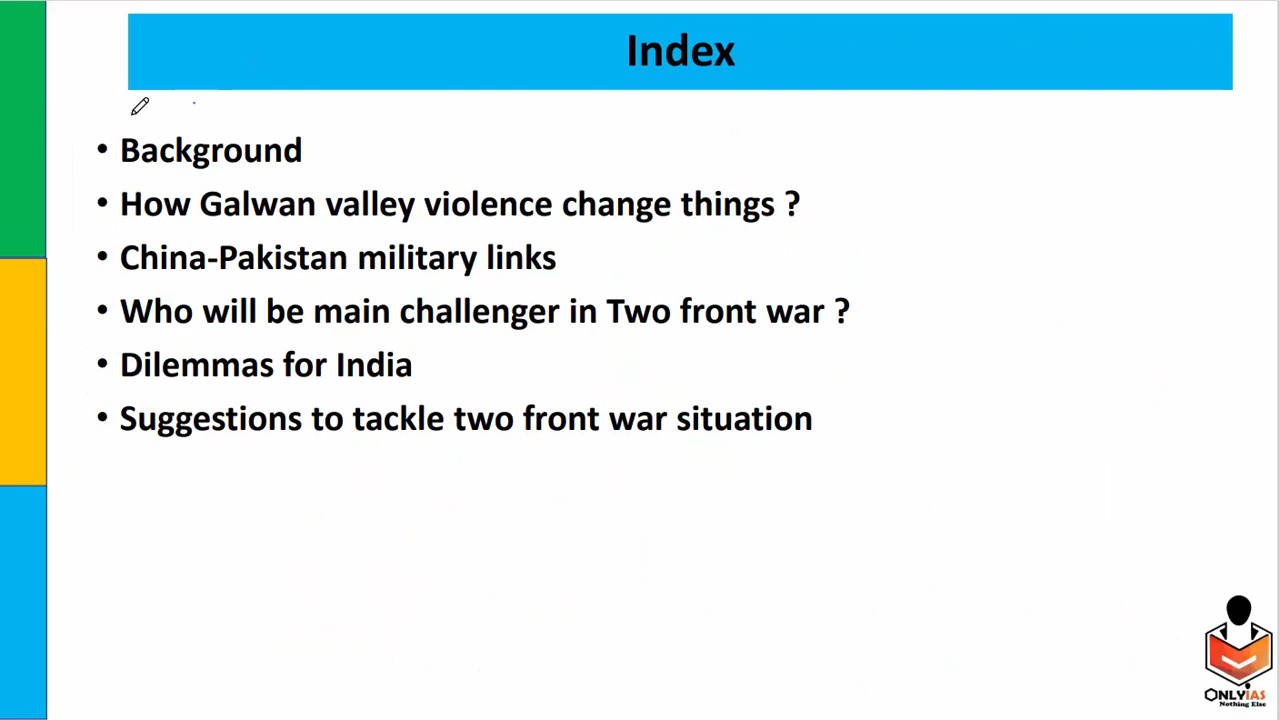 Index
• Background
• How Galwan valley violence change things ?
• China-Pakistan military links
• Who will be main challenger in Two front war ?
• Dilemmas for India
• Suggestions to tackle two front war situation
ONLYIAS
Nothing Else